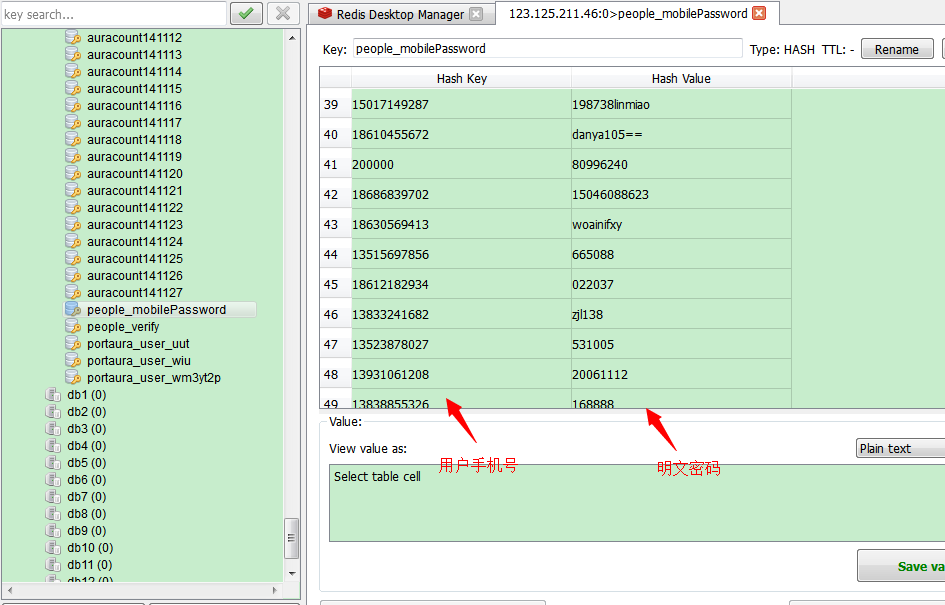 key search...
Redis Desktop Manager
123.125.211.46:0>people_mobilePassword
auracount141112
auracount141113
auracount141114
auracount141115
auracount141116
auracount141117
auracount141118
auracount141119
auracount141120
auracount141121
auracount141122
auracount141123
auracount141124
auracount141125
auracount141126
auracount141127
people_mobilePassword
people_verify
portaura_user_uut
portaura_user_wiu
portaura_user_wm3yt2p
db1 (0)
db2 (0)
db3 (0)
db4 (0)
db5 (0)
db6 (0)
db7 (0)
db8 (0)
db9 (0)
db10 (0)
db11 (0)
db12 (0)
Key: people_mobilePassword Type: HASH TTL: - Rename
Hash Key Hash Value
39 15017149287 198738linmiao
40 18610455672 danya105==
41 200000 80996240
42 18686839702 15046088623
43 18630569413 woainifxy
44 13515697856 665088
45 18612182934 022037
46 13833241682 zjl138
47 13523878027 531005
48 13931061208 20061112
49 13838855326 168888
Value:
View value as: Plain text
用户手机号 明文密码
Select table cell
Save va